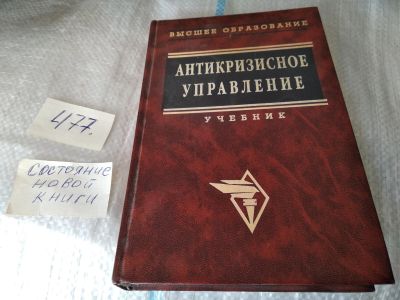 ВЫСШЕЕ ОБРАЗОВАНИЕ
АНТИКРИЗИСНОЕ
УПРАВЛЕНИЕ
УЧЕБНИК
477.
СОСТОЯНИЕ
НОВОЙ
КНИГИ